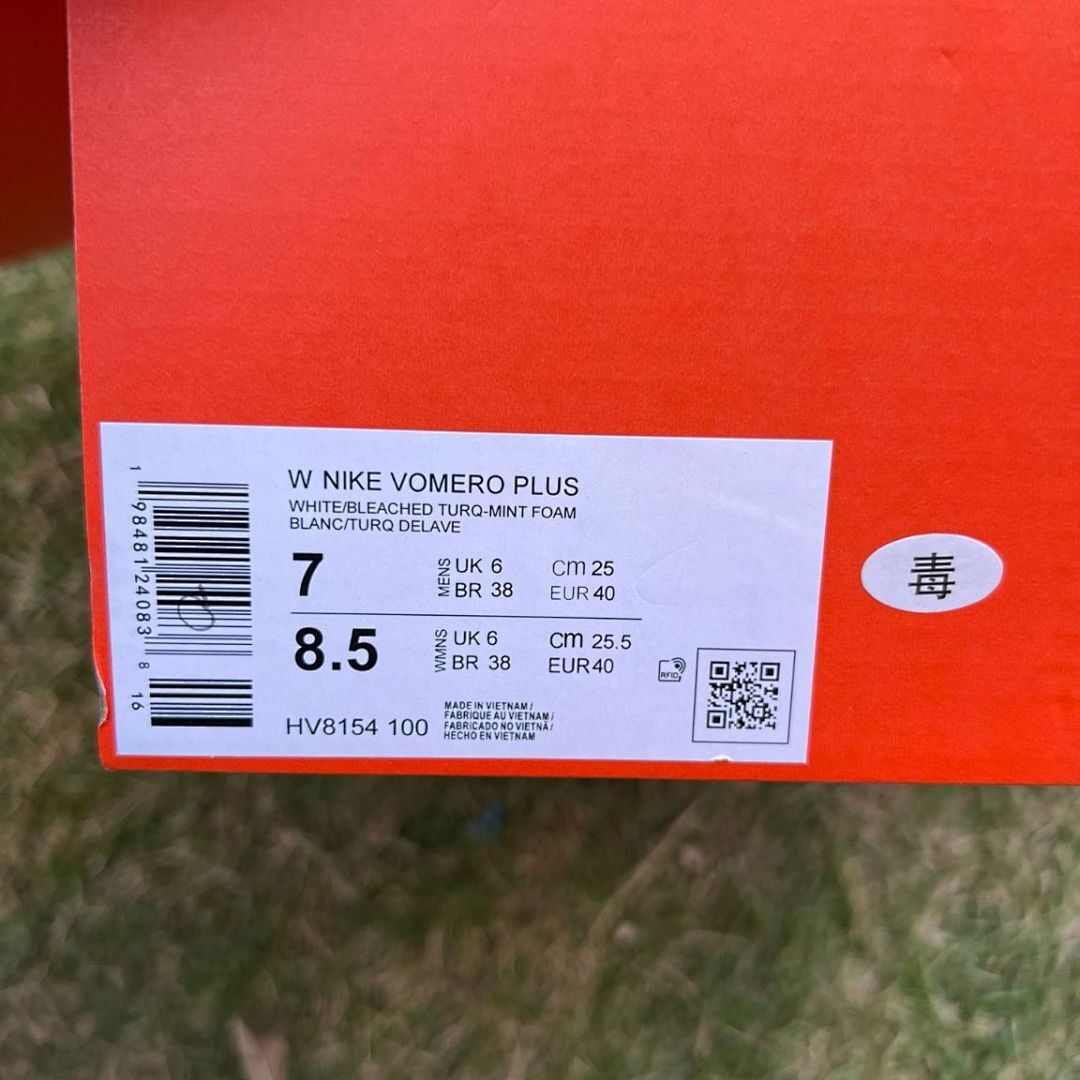 W NIKE VOMERO PLUS
WHITE/BLEACHED TURQ-MINT FOAM
BLANC/TURQ DELAVE
7 MENS UK 6 Cm 25
BR 38 EUR 40
8.5 WMNS UK 6 Cm 25.5
BR 38 EUR40
HV8154 100
MADE IN VIETNAM /
FABRIQUE AU VIETNAM /
FABRICADO NO VIETNÃ /
HECHO EN VIETNAM
RFID
1 98481 24083 8 16
毒